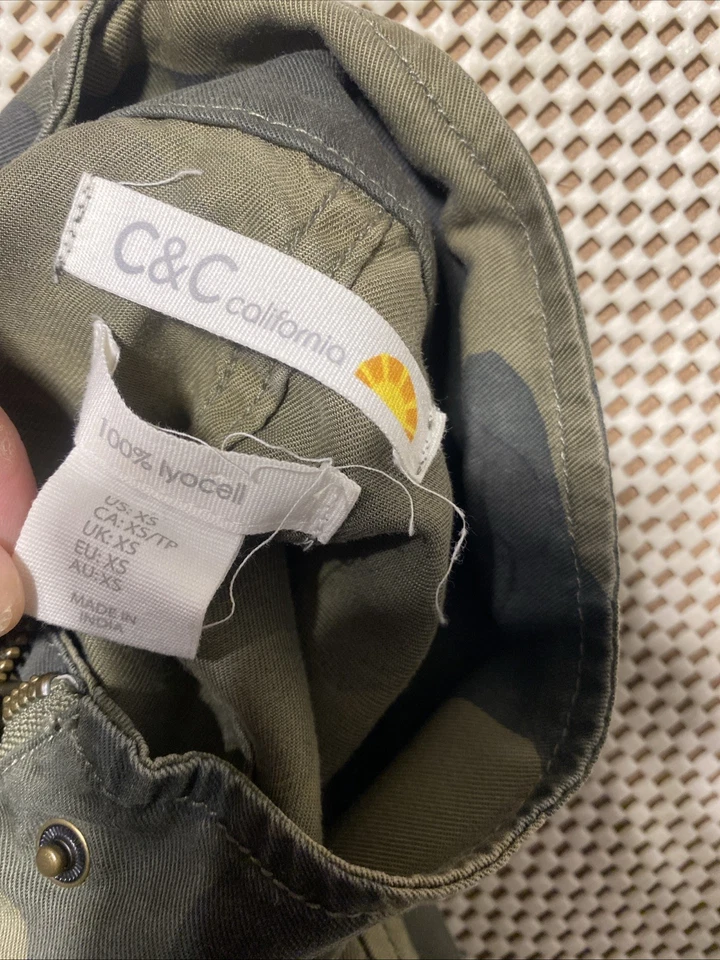 C&C california
100% lyocell
US: XS
CA: XS/TP
UK: XS
EU: XS
AU: XS
MADE IN
INDIA